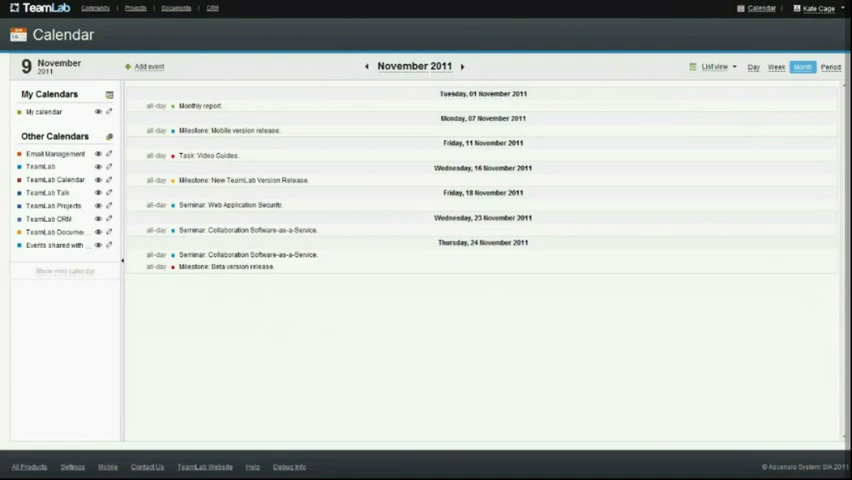 TeamLab Community Projects Documents CRM Calendar Kate Cage
Calendar
9 November 2011
Add event
November 2011
List view Day Week Month Period
My Calendars
My calendar
Other Calendars
Email Management
TeamLab
TeamLab Calendar
TeamLab Talk
TeamLab Projects
TeamLab CRM
TeamLab Documen...
Events shared with ...
Show mini calendar
Tuesday, 01 November 2011
all-day Monthly report
Monday, 07 November 2011
all-day Milestone: Mobile version release.
Friday, 11 November 2011
all-day Task: Video Guides.
Wednesday, 16 November 2011
all-day Milestone: New TeamLab Version Release.
Friday, 18 November 2011
all-day Seminar: Web Application Security.
Wednesday, 23 November 2011
all-day Seminar: Collaboration Software-as-a-Service.
Thursday, 24 November 2011
all-day Seminar: Collaboration Software-as-a-Service.
all-day Milestone: Beta version release.
All Products Settings Mobile Contact Us TeamLab Website Help Debug Info © Ascensio System SIA 2011